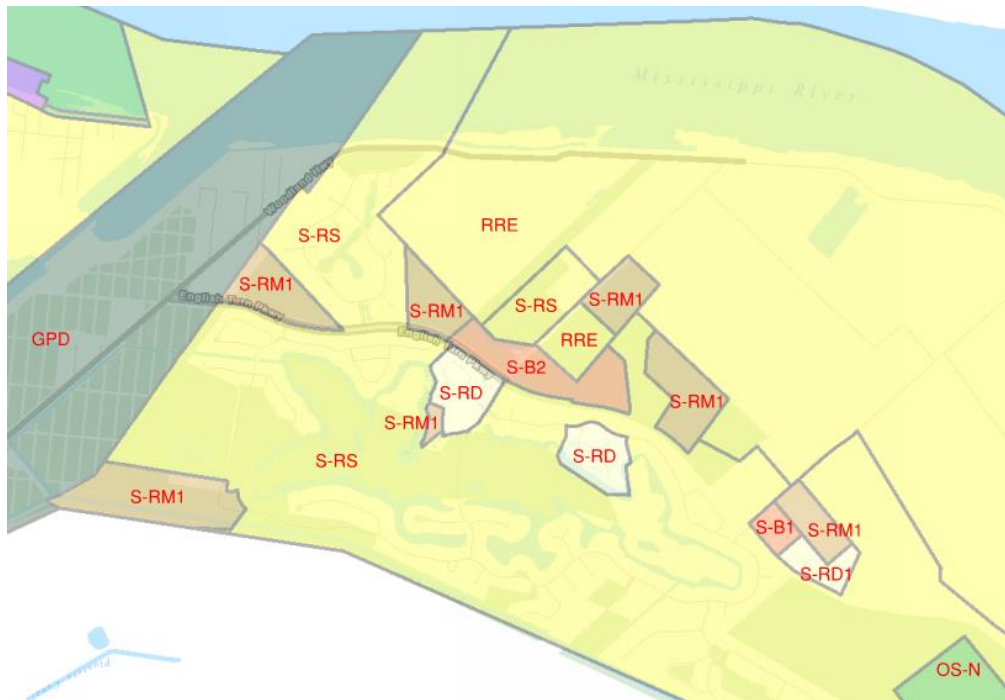 Mississippi River
Woodland Hwy
S-RS
RRE
S-RM1
English Turn Pkwy
S-RM1
S-RS
S-RM1
GPD
English Turn Pkwy
RRE
S-B2
S-RD
S-RM1
S-RM1
S-RS
S-RD
S-RM1
S-B1
S-RM1
S-RD1
OS-N